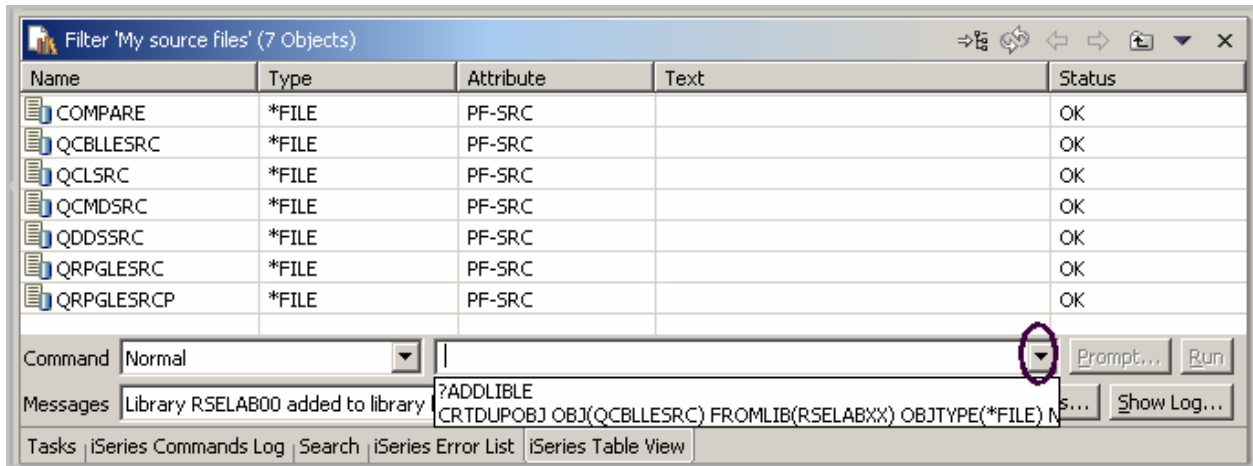 Filter 'My source files' (7 Objects)
Name Type Attribute Text Status
COMPARE *FILE PF-SRC OK
QCBLLESRC *FILE PF-SRC OK
QCLSRC *FILE PF-SRC OK
QCMDSRC *FILE PF-SRC OK
QDDSSRC *FILE PF-SRC OK
QRPGLESRC *FILE PF-SRC OK
QRPGLESRCP *FILE PF-SRC OK
Command Normal Prompt... Run
?ADDLIBLE
Messages Library RSELAB00 added to library s... Show Log...
CRTDUPOBJ OBJ(QCBLLESRC) FROMLIB(RSELABXX) OBJTYPE(*FILE) N
Tasks iSeries Commands Log Search iSeries Error List iSeries Table View